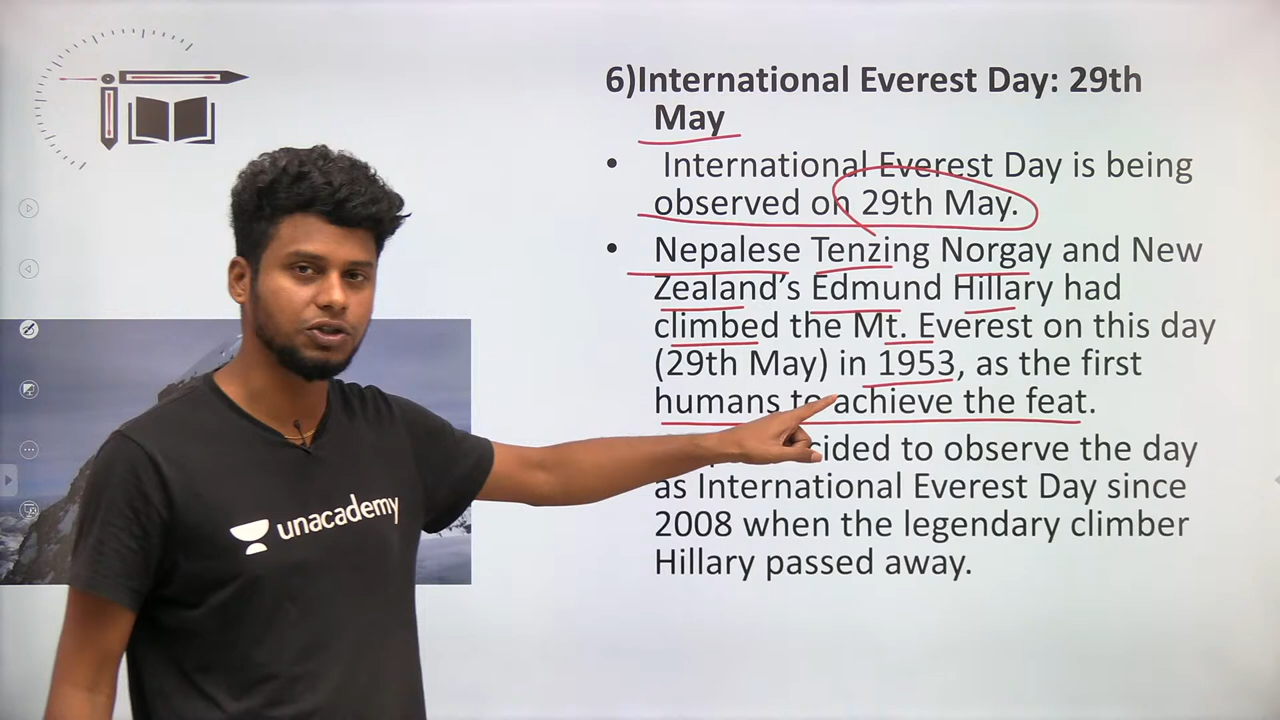 6)International Everest Day: 29th
May
• International Everest Day is being
observed on 29th May.
• Nepalese Tenzing Norgay and New
Zealand’s Edmund Hillary had
climbed the Mt. Everest on this day
(29th May) in 1953, as the first
humans to achieve the feat.
to observe the day
as International Everest Day since
2008 when the legendary climber
Hillary passed away.
unacademy